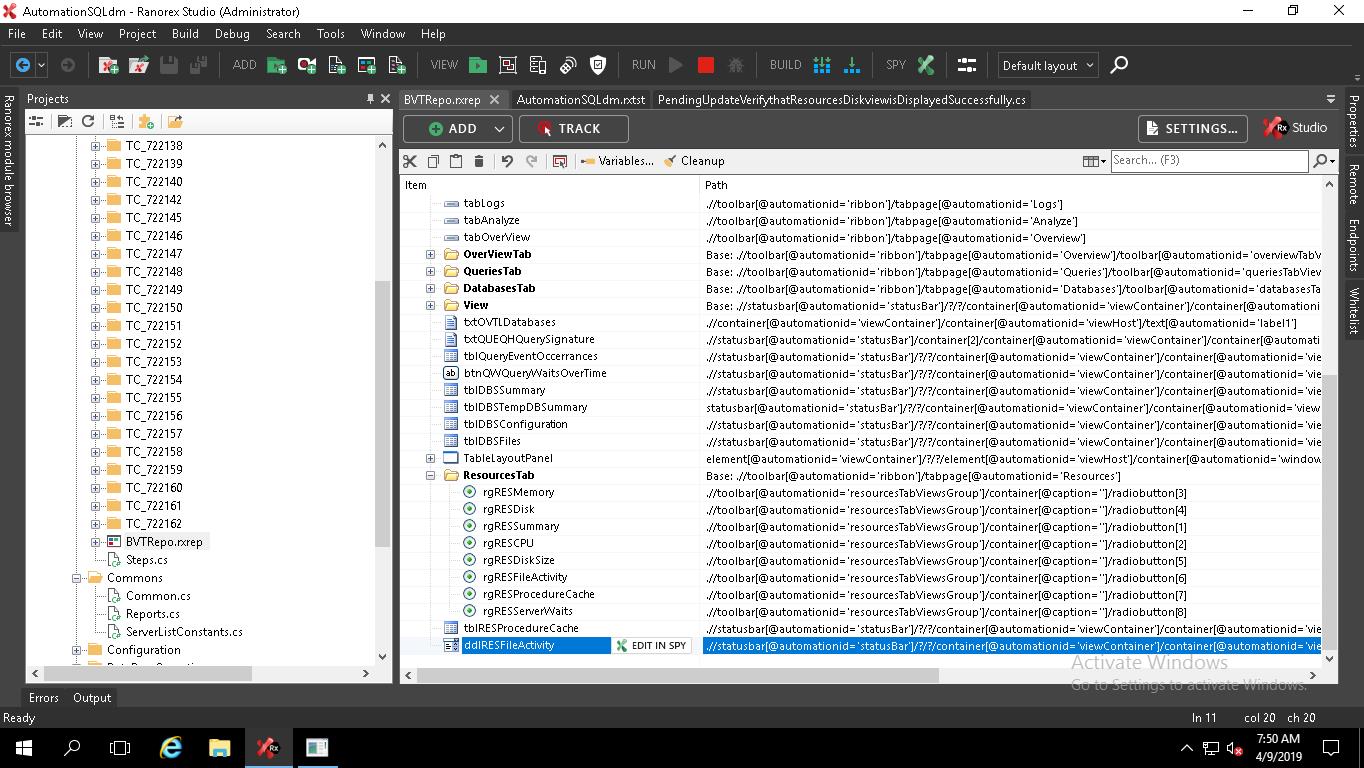 AutomationSQLdm - Ranorex Studio (Administrator)
File Edit View Project Build Debug Search Tools Window Help
ADD VIEW RUN BUILD SPY Default layout
Ranorex module browser
Projects
TC_722138
TC_722139
TC_722140
TC_722142
TC_722145
TC_722146
TC_722147
TC_722148
TC_722149
TC_722150
TC_722151
TC_722152
TC_722153
TC_722154
TC_722155
TC_722156
TC_722157
TC_722158
TC_722159
TC_722160
TC_722161
TC_722162
BVTRepo.rxrep
Steps.cs
Commons
Common.cs
Reports.cs
ServerListConstants.cs
Configuration
BVTRepo.rxrep AutomationSQLdm.rxtst PendingUpdateVerifythatResourcesDiskviewisDisplayedSuccessfully.cs
ADD TRACK SETTINGS... Rx Studio
Variables... Cleanup Search... (F3)
Item Path
tabLogs .//toolbar[@automationid='ribbon']/tabpage[@automationid='Logs']
tabAnalyze .//toolbar[@automationid='ribbon']/tabpage[@automationid='Analyze']
tabOverView .//toolbar[@automationid='ribbon']/tabpage[@automationid='Overview']
OverViewTab Base: .//toolbar[@automationid='ribbon']/tabpage[@automationid='Overview']/toolbar[@automationid='overviewTabV
QueriesTab Base: .//toolbar[@automationid='ribbon']/tabpage[@automationid='Queries']/toolbar[@automationid='queriesTabView
DatabasesTab Base: .//toolbar[@automationid='ribbon']/tabpage[@automationid='Databases']/toolbar[@automationid='databasesTa
View Base: .//statusbar[@automationid='statusBar']/?/?/container[@automationid='viewContainer']/container[@automationi
txtOVTLDatabases .//container[@automationid='viewContainer']/container[@automationid='viewHost']/text[@automationid='label1']
txtQUEQHQuerySignature .//statusbar[@automationid='statusBar']/container[2]/container[@automationid='viewContainer']/container[@automati
tblQueryEventOccerrances .//statusbar[@automationid='statusBar']/?/?/container[@automationid='viewContainer']/container[@automationid='vie
btnQWQueryWaitsOverTime .//statusbar[@automationid='statusBar']/?/?/container[@automationid='viewContainer']/container[@automationid='vie
tblDBSSummary .//statusbar[@automationid='statusBar']/?/?/container[@automationid='viewContainer']/container[@automationid='vie
tblDBSTempDBSummary statusbar[@automationid='statusBar']/?/?/container[@automationid='viewContainer']/container[@automationid='view
tblDBSConfiguration .//statusbar[@automationid='statusBar']/?/?/container[@automationid='viewContainer']/container[@automationid='vie
tblDBSFiles .//statusbar[@automationid='statusBar']/?/?/container[@automationid='viewContainer']/container[@automationid='vie
TableLayoutPanel element[@automationid='viewContainer']/?/?/element[@automationid='viewHost']/container[@automationid='window
ResourcesTab Base: .//toolbar[@automationid='ribbon']/tabpage[@automationid='Resources']
rgRESMemory .//toolbar[@automationid='resourcesTabViewsGroup']/container[@caption='']/radiobutton[3]
rgRESDisk .//toolbar[@automationid='resourcesTabViewsGroup']/container[@caption='']/radiobutton[4]
rgRESSummary .//toolbar[@automationid='resourcesTabViewsGroup']/container[@caption='']/radiobutton[1]
rgRESCPU .//toolbar[@automationid='resourcesTabViewsGroup']/container[@caption='']/radiobutton[2]
rgRESDiskSize .//toolbar[@automationid='resourcesTabViewsGroup']/container[@caption='']/radiobutton[5]
rgRESFileActivity .//toolbar[@automationid='resourcesTabViewsGroup']/container[@caption='']/radiobutton[6]
rgRESProcedureCache .//toolbar[@automationid='resourcesTabViewsGroup']/container[@caption='']/radiobutton[7]
rgRESServerWaits .//toolbar[@automationid='resourcesTabViewsGroup']/container[@caption='']/radiobutton[8]
tblRESProcedureCache .//statusbar[@automationid='statusBar']/?/?/container[@automationid='viewContainer']/container[@automationid='vie
ddlRESFileActivity EDIT IN SPY .//statusbar[@automationid='statusBar']/?/?/container[@automationid='viewContainer']/container[@automationid='vie
Properties
Remote
Endpoints
Whitelist
Activate Windows
Go to Settings to activate Windows.
Errors Output
Ready ln 11 col 20 ch 20
7:50 AM
4/9/2019